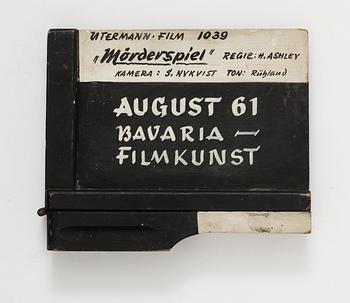 UTERMANN · FILM 1039
"Mörderspiel" REGIE: H. ASHLEY
KAMERA: S. NYKVIST TON: Rühland
AUGUST 61
BAVARIA —
FILMKUNST